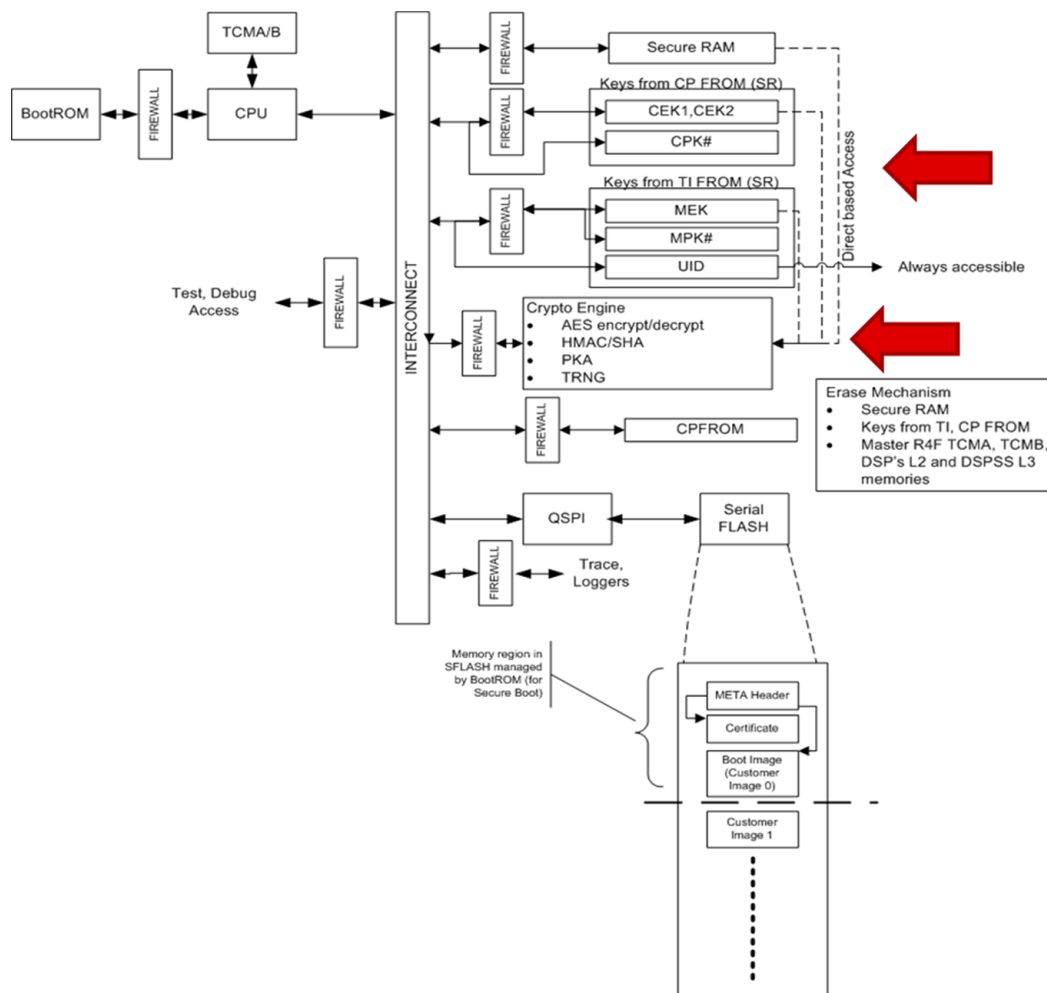 TCMA/B
BootROM
FIREWALL
CPU
INTERCONNECT
FIREWALL
Secure RAM
Keys from CP FROM (SR)
FIREWALL
CEK1,CEK2
CPK#
Keys from TI FROM (SR)
FIREWALL
MEK
MPK#
UID
Direct based Access
Always accessible
Test, Debug
Access
FIREWALL
FIREWALL
Crypto Engine
• AES encrypt/decrypt
• HMAC/SHA
• PKA
• TRNG
Erase Mechanism
• Secure RAM
• Keys from TI, CP FROM
• Master R4F TCMA, TCMB,
DSP's L2 and DSPSS L3
memories
FIREWALL
CPFROM
QSPI
Serial
FLASH
FIREWALL
Trace,
Loggers
Memory region in
SFLASH managed
by BootROM (for
Secure Boot)
META Header
Certificate
Boot Image
(Customer
Image 0)
Customer
Image 1